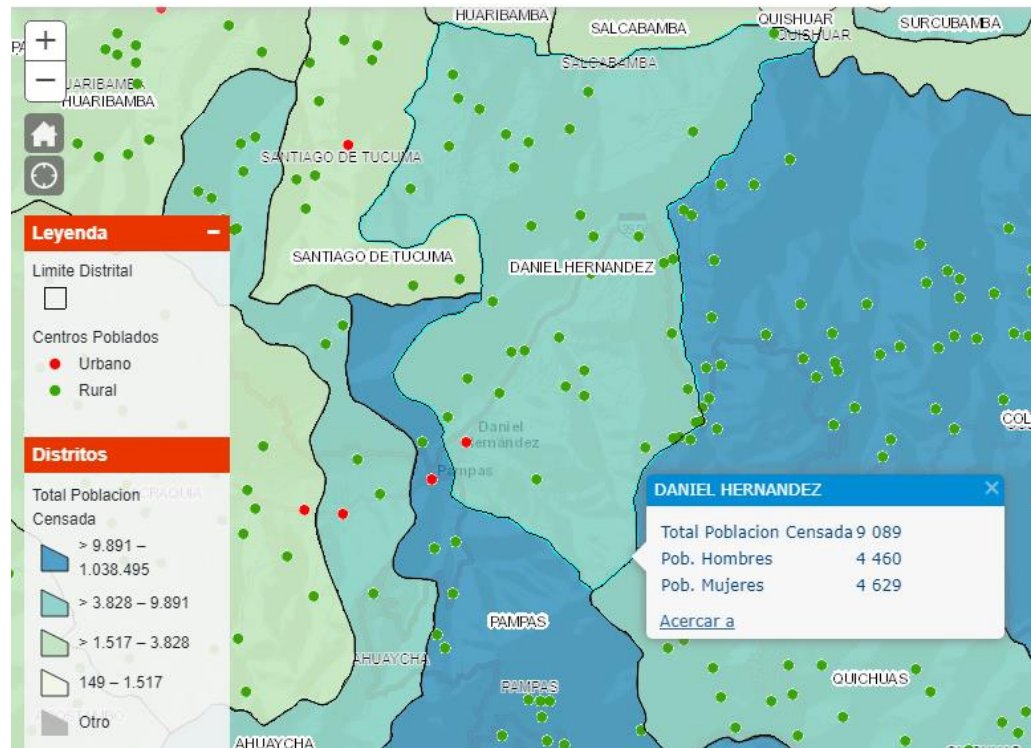 HUARIBAMBA
SALCABAMBA
QUISHUAR
QUISHUAR
SURCUBAMBA
SALCABAMBA
+
−
HUARIBAMBA
SANTIAGO DE TUCUMA
SANTIAGO DE TUCUMA
DANIEL HERNANDEZ
Leyenda −
Limite Distrital
Centros Poblados
Urbano
Rural
Daniel
Hernández
Pampas
Distritos
Total Poblacion
Censada
> 9.891 –
1.038.495
> 3.828 – 9.891
> 1.517 – 3.828
149 – 1.517
Otro
DANIEL HERNANDEZ ×
Total Poblacion Censada 9 089
Pob. Hombres 4 460
Pob. Mujeres 4 629
Acercar a
PAMPAS
AHUAYCHA
PAMPAS
QUICHUAS
AHUAYCHA